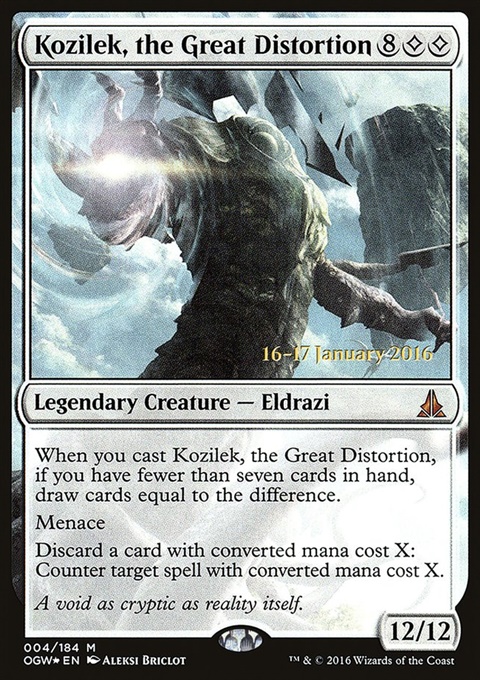 Kozilek, the Great Distortion 8
16-17 January 2016
Legendary Creature — Eldrazi
When you cast Kozilek, the Great Distortion,
if you have fewer than seven cards in hand,
draw cards equal to the difference.
Menace
Discard a card with converted mana cost X:
Counter target spell with converted mana cost X.
A void as cryptic as reality itself.
12/12
004/184 M
OGW★EN Aleksi Briclot
™ & © 2016 Wizards of the Coast